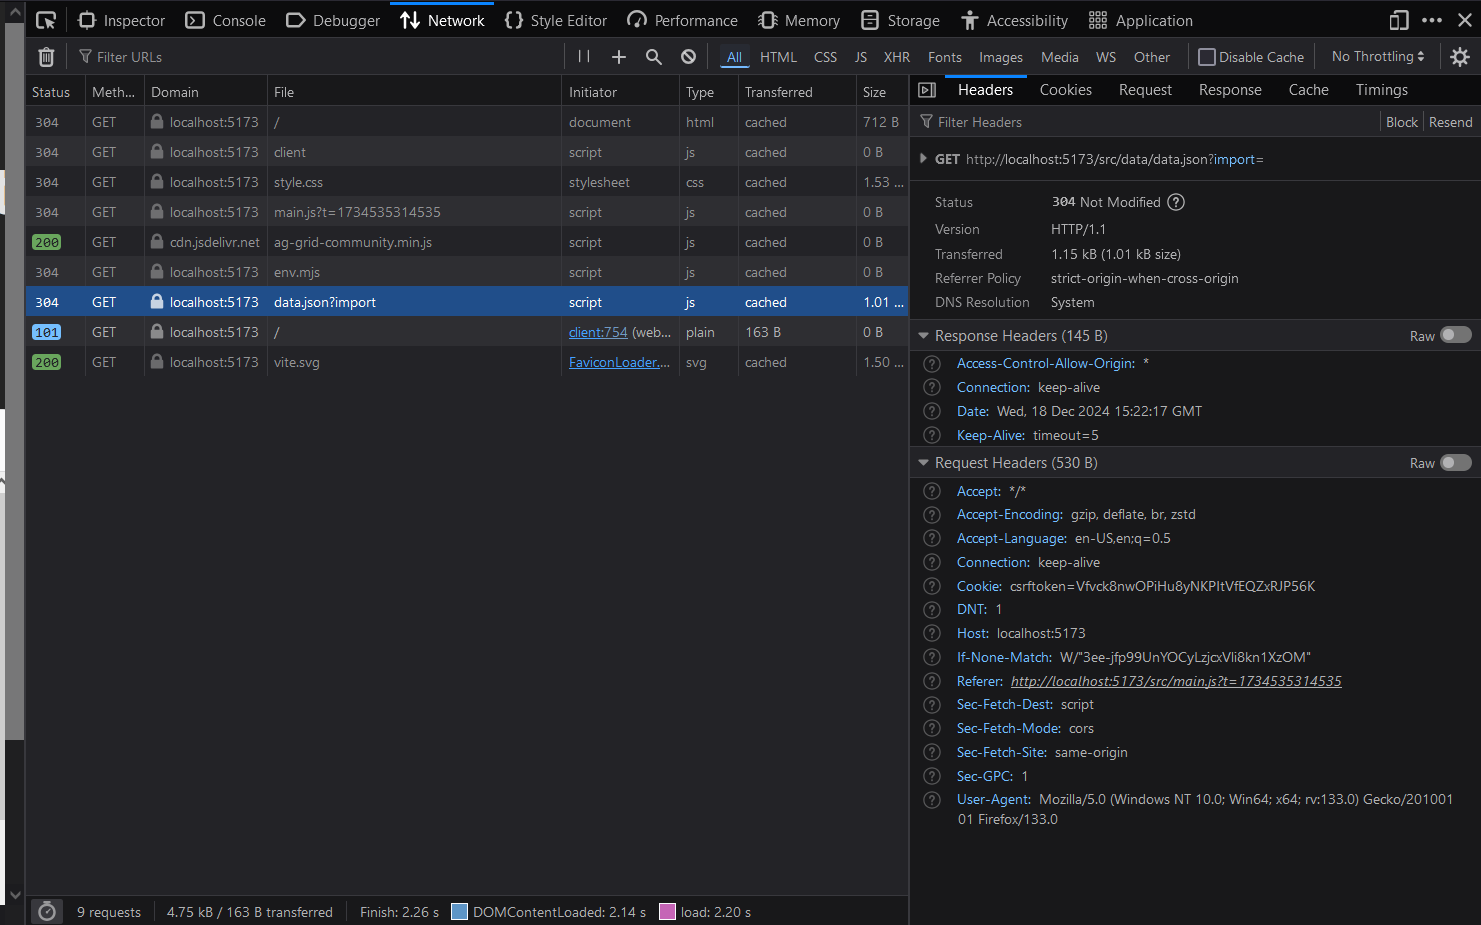 Inspector Console Debugger Network Style Editor Performance Memory Storage Accessibility Application
Filter URLs All HTML CSS JS XHR Fonts Images Media WS Other Disable Cache No Throttling
Status Meth... Domain File Initiator Type Transferred Size
304 GET localhost:5173 / document html cached 712 B
304 GET localhost:5173 client script js cached 0 B
304 GET localhost:5173 style.css stylesheet css cached 1.53 ...
304 GET localhost:5173 main.js?t=1734535314535 script js cached 0 B
200 GET cdn.jsdelivr.net ag-grid-community.min.js script js cached 0 B
304 GET localhost:5173 env.mjs script js cached 0 B
304 GET localhost:5173 data.json?import script js cached 1.01 ...
101 GET localhost:5173 / client:754 (web... plain 163 B 0 B
200 GET localhost:5173 vite.svg FaviconLoader.... svg cached 1.50 ...
9 requests 4.75 kB / 163 B transferred Finish: 2.26 s DOMContentLoaded: 2.14 s load: 2.20 s
Headers Cookies Request Response Cache Timings
Filter Headers Block Resend
GET http://localhost:5173/src/data/data.json?import=
Status 304 Not Modified
Version HTTP/1.1
Transferred 1.15 kB (1.01 kB size)
Referrer Policy strict-origin-when-cross-origin
DNS Resolution System
Response Headers (145 B) Raw
Access-Control-Allow-Origin: *
Connection: keep-alive
Date: Wed, 18 Dec 2024 15:22:17 GMT
Keep-Alive: timeout=5
Request Headers (530 B) Raw
Accept: */*
Accept-Encoding: gzip, deflate, br, zstd
Accept-Language: en-US,en;q=0.5
Connection: keep-alive
Cookie: csrftoken=Vfvck8nwOPiHu8yNKPItVfEQZxRJP56K
DNT: 1
Host: localhost:5173
If-None-Match: W/"3ee-jfp99UnYOCyLzjcxVli8kn1XzOM"
Referer: http://localhost:5173/src/main.js?t=1734535314535
Sec-Fetch-Dest: script
Sec-Fetch-Mode: cors
Sec-Fetch-Site: same-origin
Sec-GPC: 1
User-Agent: Mozilla/5.0 (Windows NT 10.0; Win64; x64; rv:133.0) Gecko/201001
01 Firefox/133.0